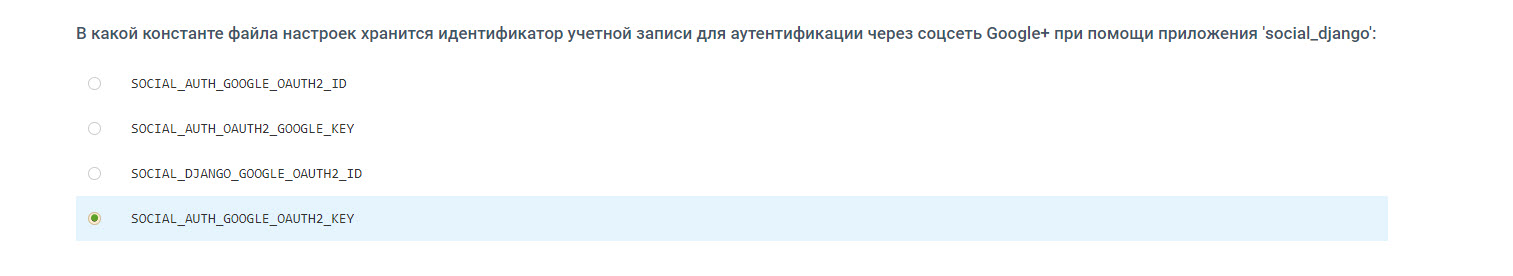 В какой константе файла настроек хранится идентификатор учетной записи для аутентификации через соцсеть Google+ при помощи приложения 'social_django':
SOCIAL_AUTH_GOOGLE_OAUTH2_ID
SOCIAL_AUTH_OAUTH2_GOOGLE_KEY
SOCIAL_DJANGO_GOOGLE_OAUTH2_ID
SOCIAL_AUTH_GOOGLE_OAUTH2_KEY